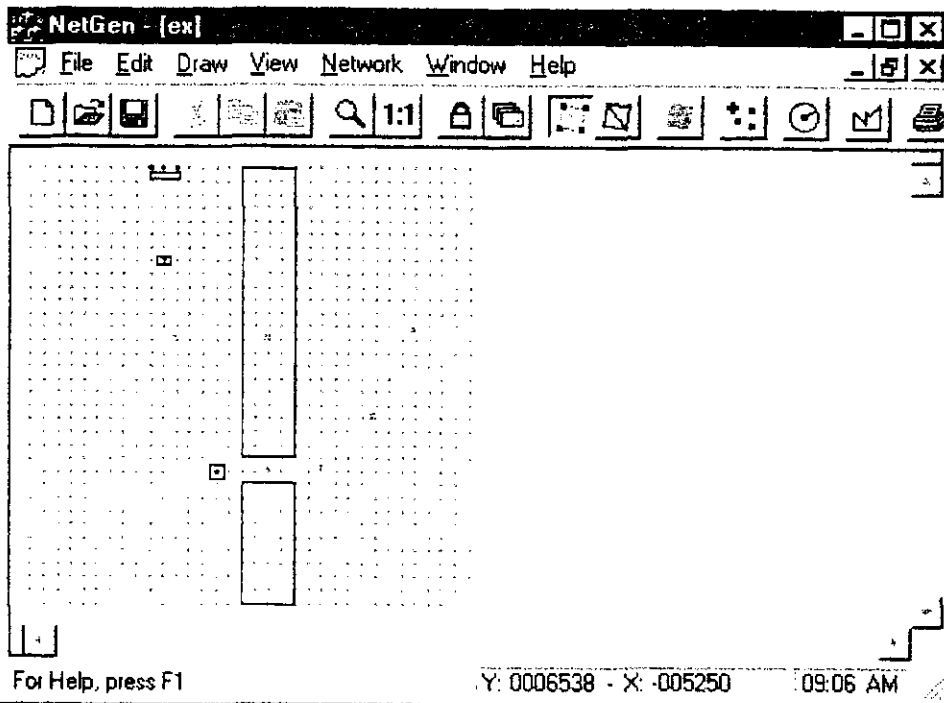 NetGen - [ex]
File Edit Draw View Network Window Help
1:1
For Help, press F1 Y: 0006538 - X: -005250 09:06 AM